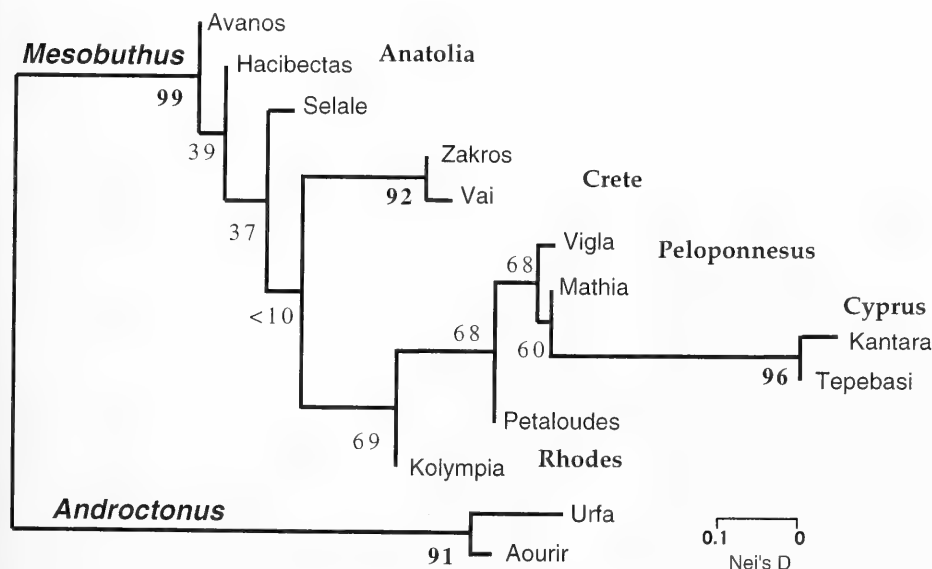 Avanos
Mesobuthus
Anatolia
Hacibectas
99
Selale
39
Zakros
Crete
92
Vai
37
Vigla
Peloponnesus
68
Mathia
Cyprus
<10
68
60
Kantara
96
Tepebasi
Petaloudes
69
Kolympia
Rhodes
Androctonus
Urfa
91
Aourir
0.1
0
Nei's D